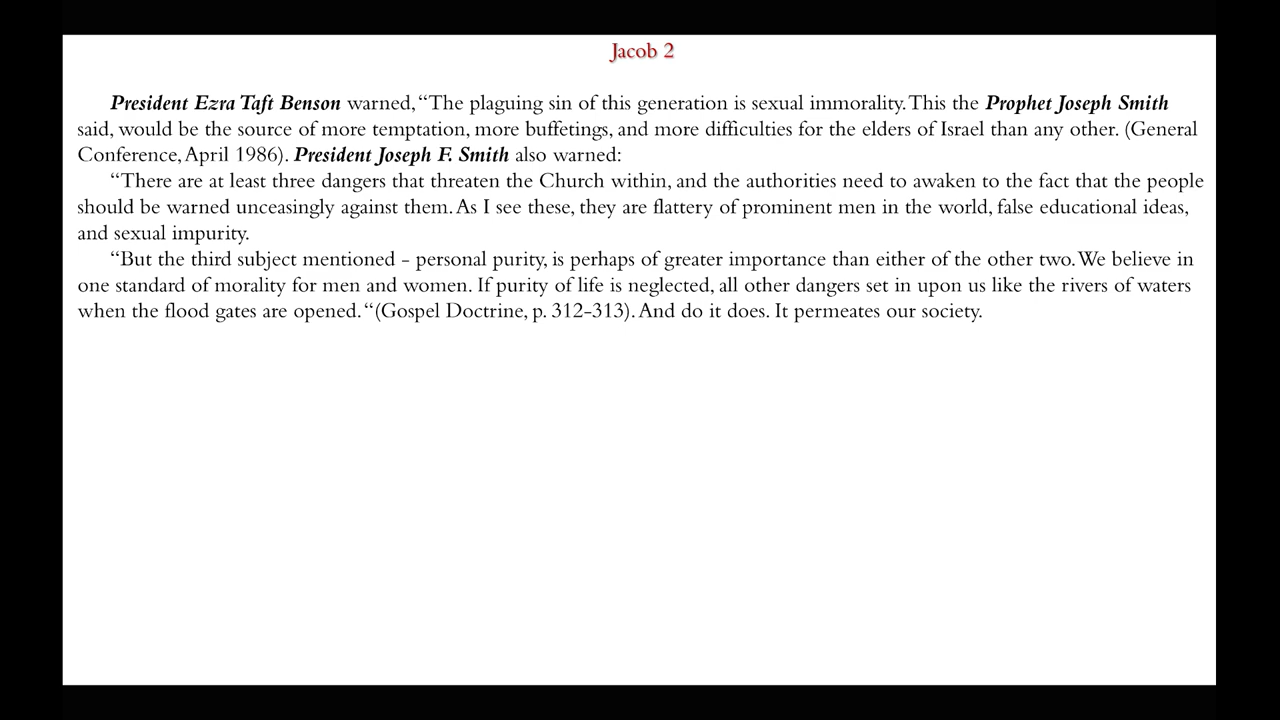 Jacob 2
President Ezra Taft Benson warned, “The plaguing sin of this generation is sexual immorality. This the Prophet Joseph Smith
said, would be the source of more temptation, more buffetings, and more difficulties for the elders of Israel than any other. (General
Conference, April 1986). President Joseph F. Smith also warned:
“There are at least three dangers that threaten the Church within, and the authorities need to awaken to the fact that the people
should be warned unceasingly against them. As I see these, they are flattery of prominent men in the world, false educational ideas,
and sexual impurity.
“But the third subject mentioned - personal purity, is perhaps of greater importance than either of the other two. We believe in
one standard of morality for men and women. If purity of life is neglected, all other dangers set in upon us like the rivers of waters
when the flood gates are opened. “(Gospel Doctrine, p. 312-313). And do it does. It permeates our society.